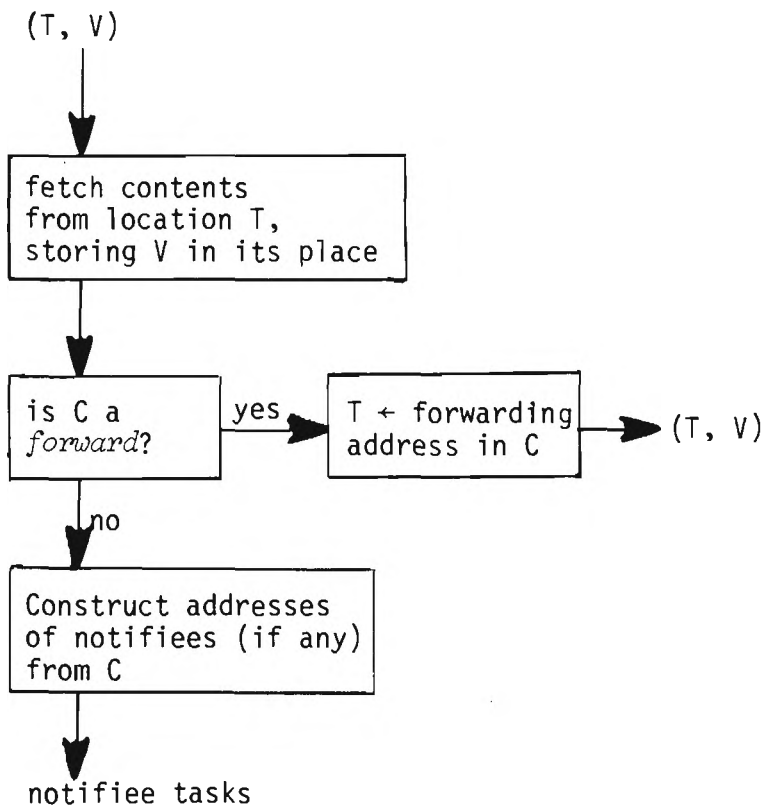 (T, V)
fetch contents
from location T,
storing V in its place
is C a
forward?
yes
T ← forwarding
address in C
(T, V)
no
Construct addresses
of notifiees (if any)
from C
notifiee tasks